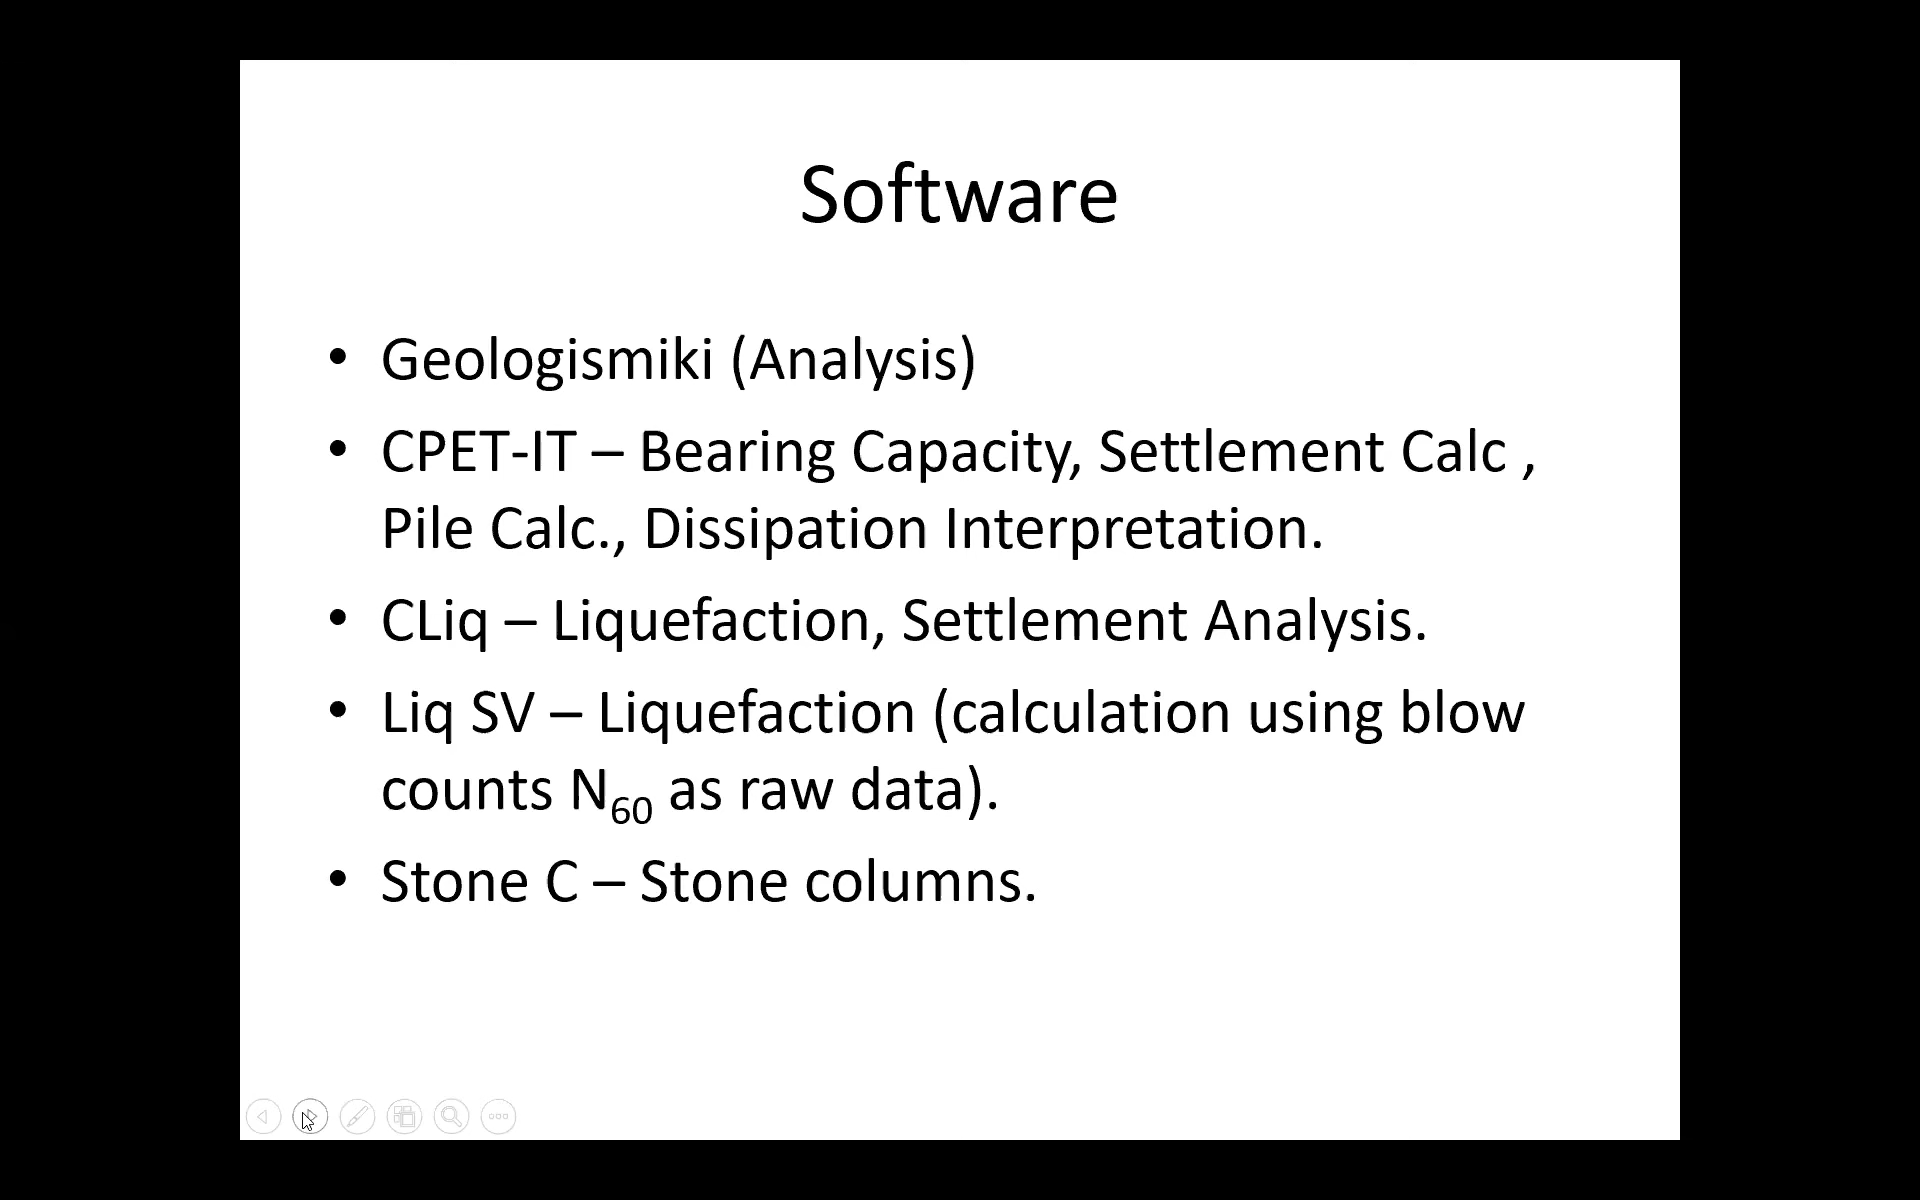 Software
• Geologismiki (Analysis)
• CPET-IT – Bearing Capacity, Settlement Calc ,
Pile Calc., Dissipation Interpretation.
• CLiq – Liquefaction, Settlement Analysis.
• Liq SV – Liquefaction (calculation using blow
counts N₆₀ as raw data).
• Stone C – Stone columns.